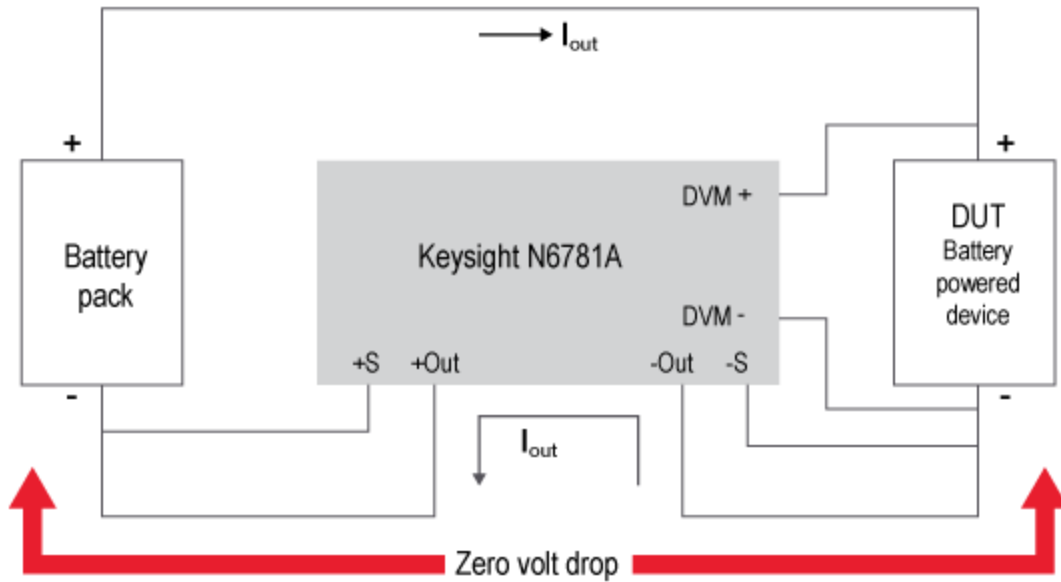 Iout
+
+
Battery
pack
Keysight N6781A
DVM +
DVM -
+S
+Out
-Out
-S
DUT
Battery
powered
device
-
-
Iout
Zero volt drop